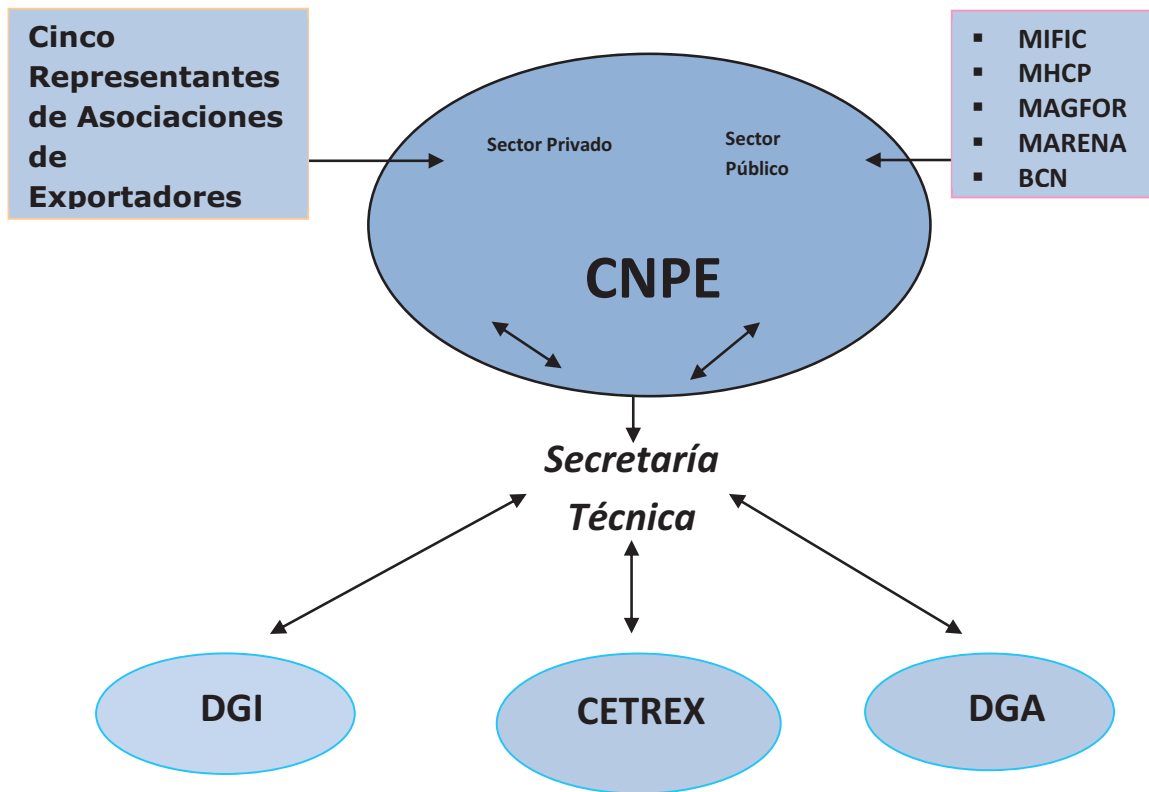 Cinco
Representantes
de Asociaciones
de
Exportadores
▪ MIFIC
▪ MHCP
▪ MAGFOR
▪ MARENA
▪ BCN
Sector Privado
Sector
Público
CNPE
Secretaría
Técnica
DGI
CETREX
DGA